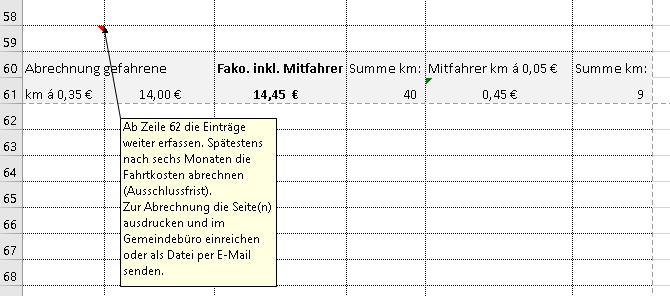 58
59
60 Abrechnung gefahrene Fako. inkl. Mitfahrer Summe km: Mitfahrer km á 0,05 € Summe km:
61 km á 0,35 € 14,00 € 14,45 € 40 0,45 € 9
62
63
64
65
66
67
68
Ab Zeile 62 die Einträge
weiter erfassen. Spätestens
nach sechs Monaten die
Fahrtkosten abrechnen
(Ausschlussfrist).
Zur Abrechnung die Seite(n)
ausdrucken und im
Gemeindebüro einreichen
oder als Datei per E-Mail
senden.